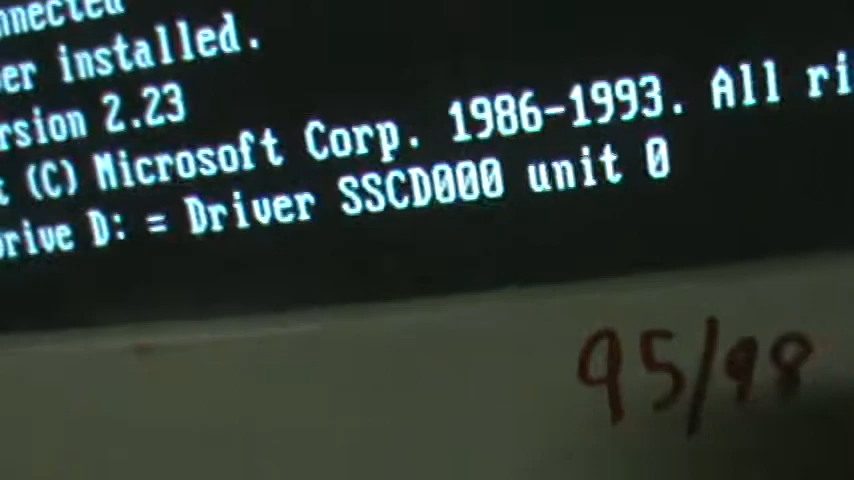 nnected
er installed.
rsion 2.23
t (C) Microsoft Corp. 1986-1993. All ri
rive D: = Driver SSCD000 unit 0
95/98